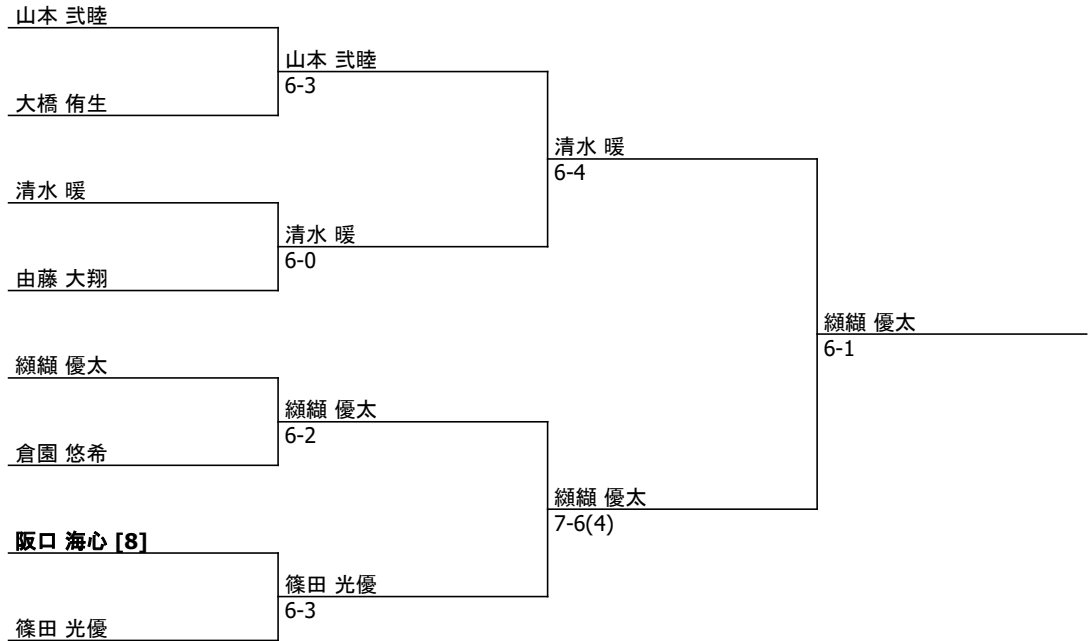 山本 弐睦
山本 弐睦
6-3
大橋 侑生
清水 暖
6-4
清水 暖
清水 暖
6-0
由藤 大翔
纐纈 優太
6-1
纐纈 優太
纐纈 優太
6-2
倉園 悠希
纐纈 優太
7-6(4)
阪口 海心 [8]
篠田 光優
6-3
篠田 光優